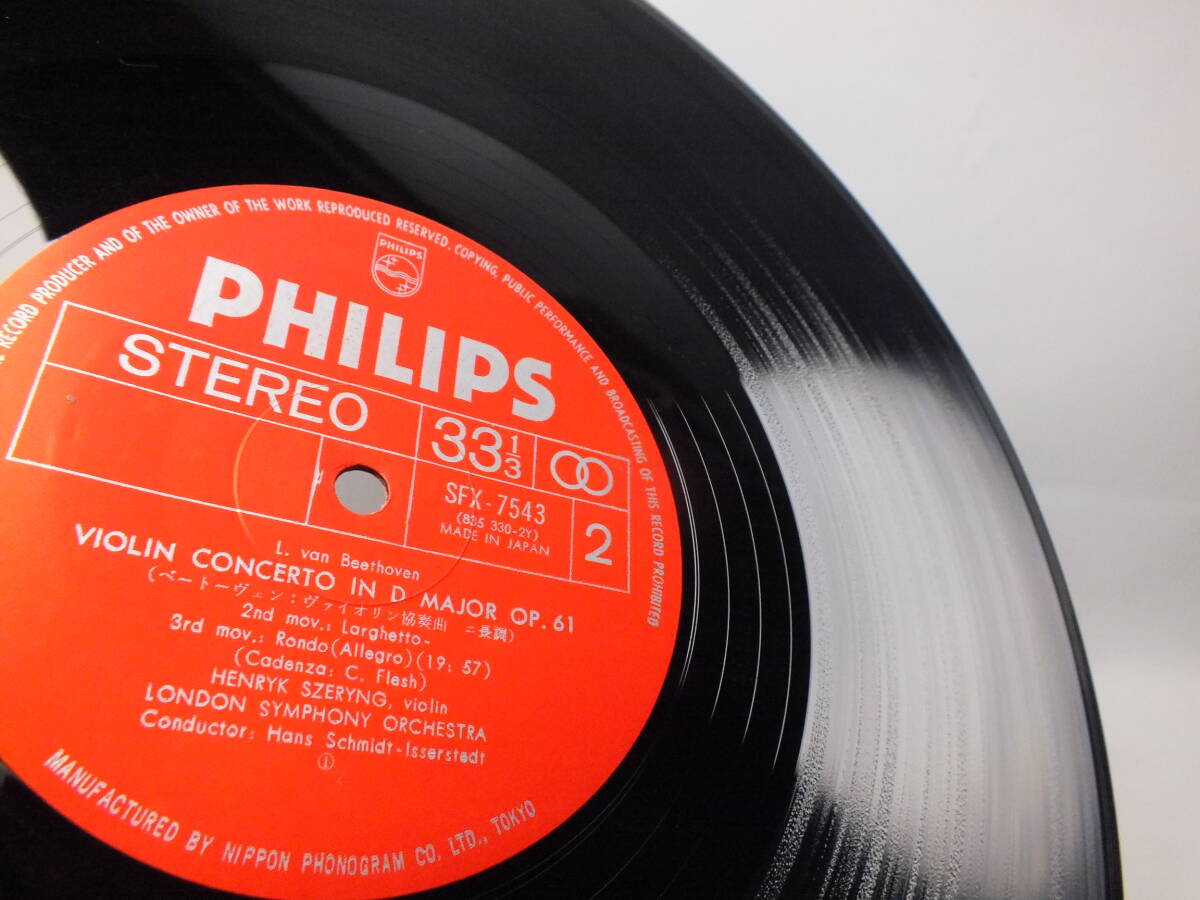 RECORD PRODUCER AND OF THE OWNER OF THE WORK REPRODUCED RESERVED. COPYING, PUBLIC PERFORMANCE AND BROADCASTING OF THIS RECORD PROHIBITED
PHILIPS
PHILIPS
STEREO
33 1/3
SFX-7543
(835 330-2Y)
MADE IN JAPAN
2
L. van Beethoven
VIOLIN CONCERTO IN D MAJOR OP. 61
(ベートーヴェン:ヴァイオリン協奏曲 ニ長調)
2nd mov.: Larghetto-
3rd mov.: Rondo(Allegro)(19: 57)
(Cadenza: C. Flesh)
HENRYK SZERYNG, violin
LONDON SYMPHONY ORCHESTRA
Conductor: Hans Schmidt-Isserstedt
ⓘ
MANUFACTURED BY NIPPON PHONOGRAM CO. LTD., TOKYO